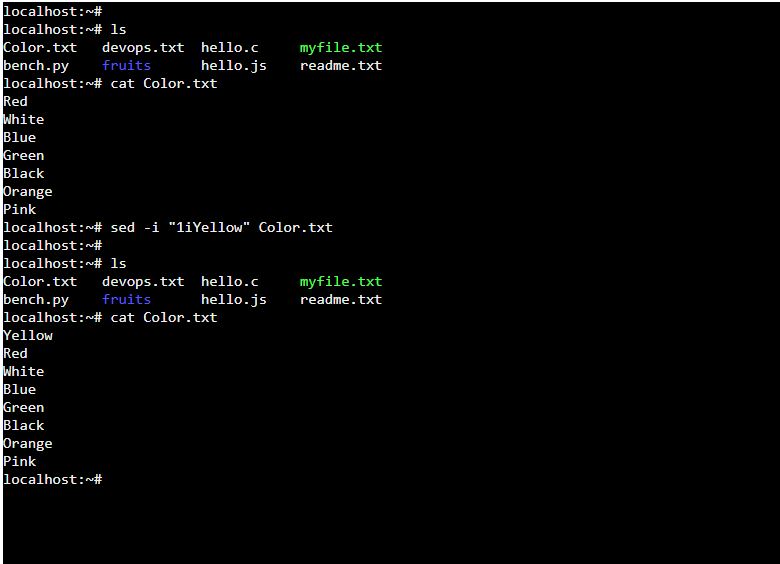 localhost:~#
localhost:~# ls
Color.txt   devops.txt  hello.c     myfile.txt
bench.py    fruits      hello.js    readme.txt
localhost:~# cat Color.txt
Red
White
Blue
Green
Black
Orange
Pink
localhost:~# sed -i "1iYellow" Color.txt
localhost:~#
localhost:~# ls
Color.txt   devops.txt  hello.c     myfile.txt
bench.py    fruits      hello.js    readme.txt
localhost:~# cat Color.txt
Yellow
Red
White
Blue
Green
Black
Orange
Pink
localhost:~#